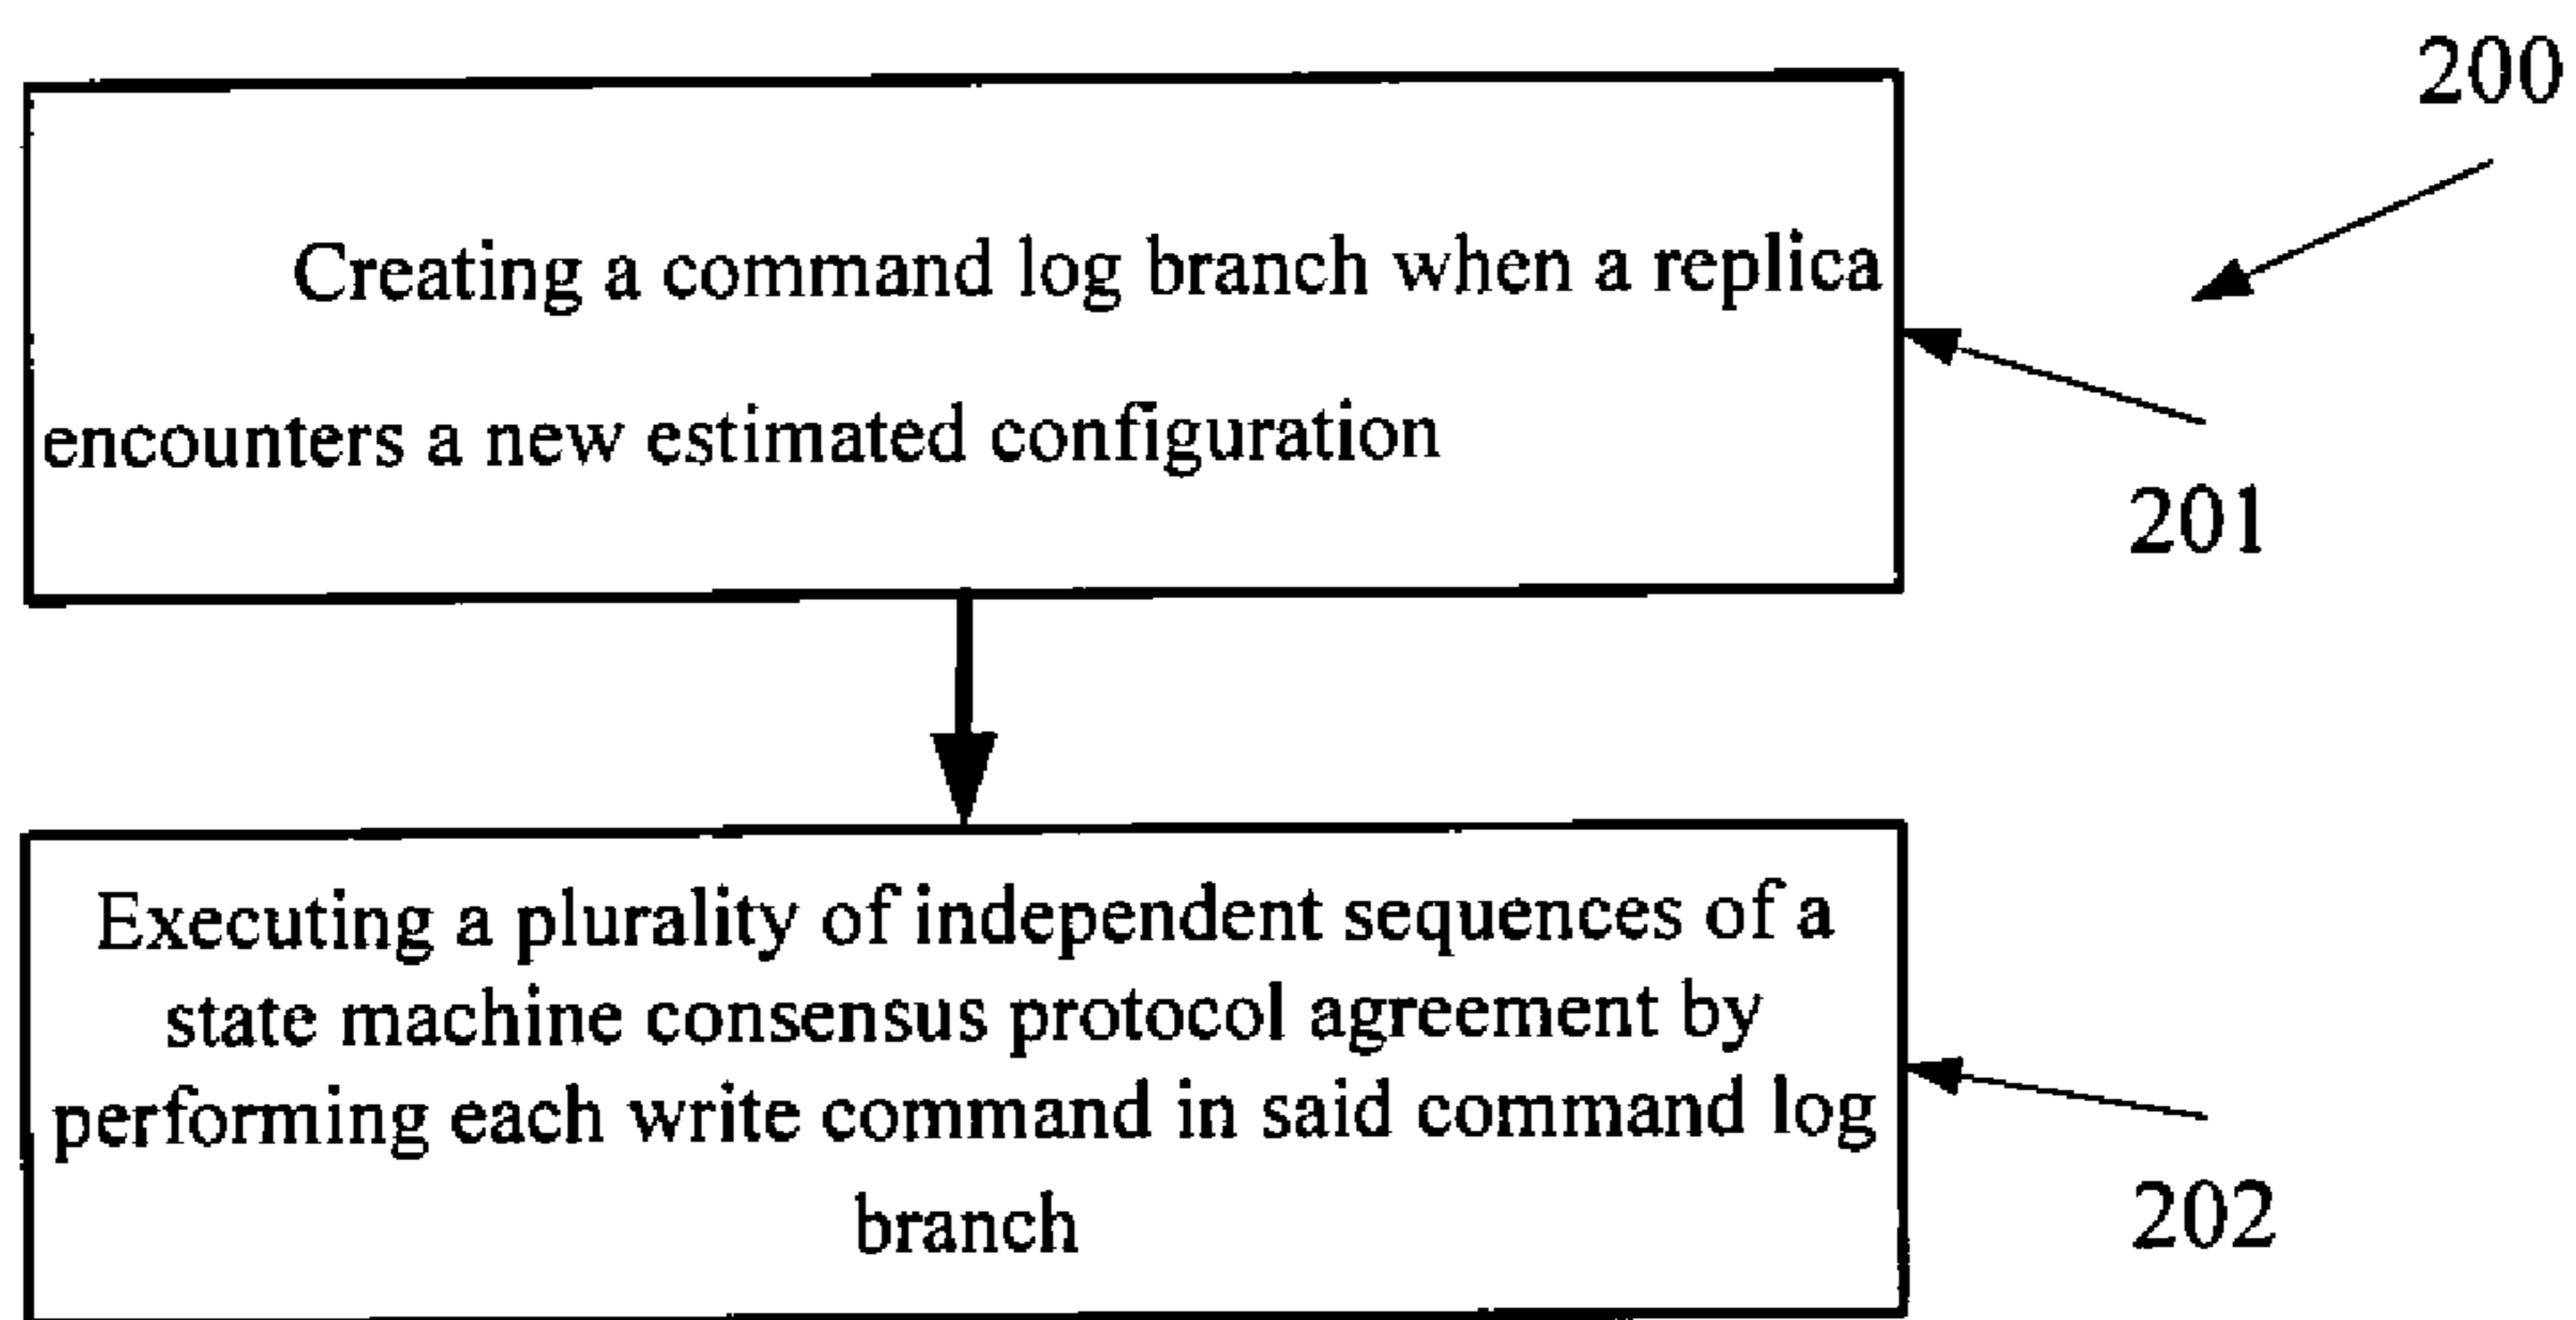 200
Creating a command log branch when a replica
encounters a new estimated configuration
201
Executing a plurality of independent sequences of a
state machine consensus protocol agreement by
performing each write command in said command log
branch
202